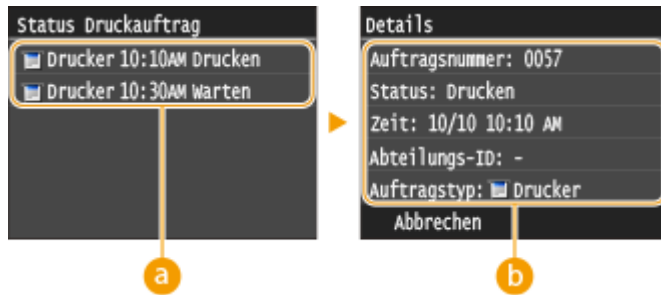 Status Druckauftrag
Drucker 10:10AM Drucken
Drucker 10:30AM Warten
Details
Auftragsnummer: 0057
Status: Drucken
Zeit: 10/10 10:10 AM
Abteilungs-ID: -
Auftragstyp: Drucker
Abbrechen
a
b